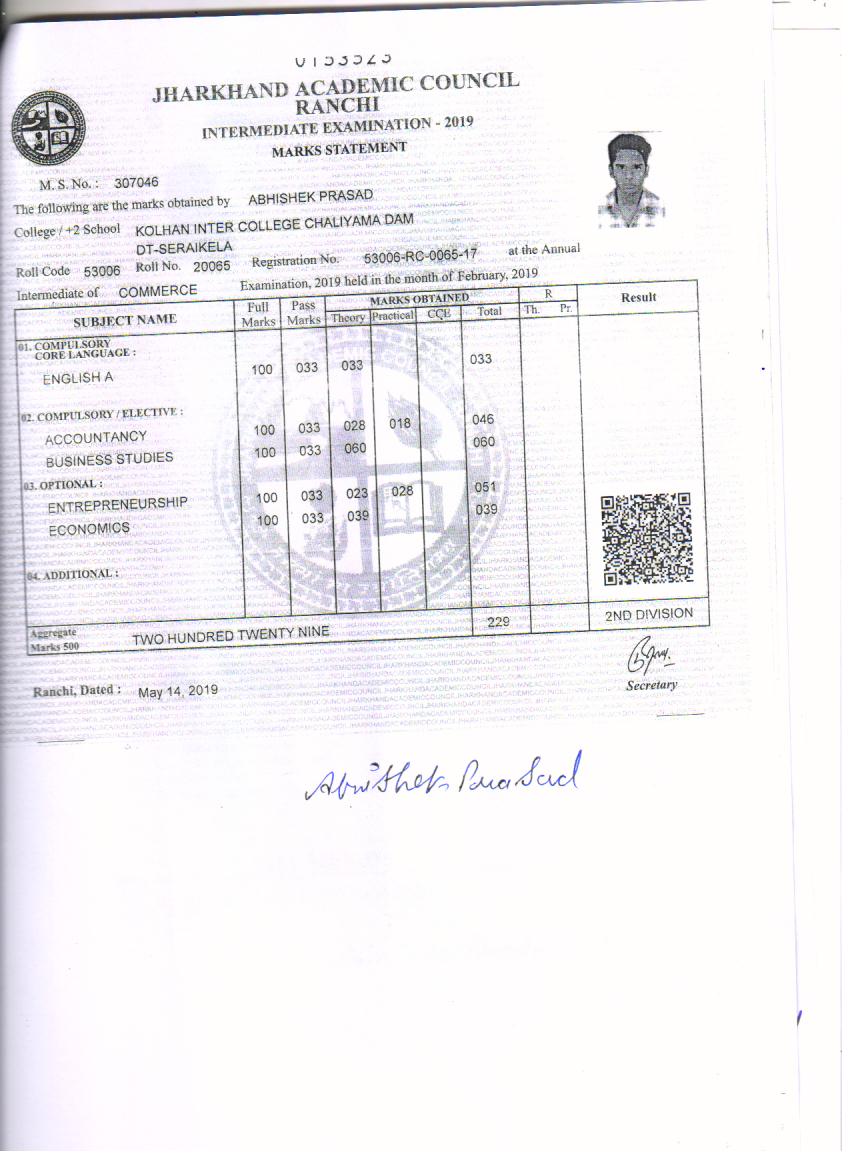 0153523
JHARKHAND ACADEMIC COUNCIL
RANCHI
INTERMEDIATE EXAMINATION - 2019
MARKS STATEMENT
M. S. No. : 307046
The following are the marks obtained by ABHISHEK PRASAD
College / +2 School KOLHAN INTER COLLEGE CHALIYAMA DAM
DT-SERAIKELA
Roll Code 53006 Roll No. 20065 Registration No. 53006-RC-0065-17 at the Annual
Intermediate of COMMERCE Examination, 2019 held in the month of February, 2019
SUBJECT NAME Full Marks Pass Marks MARKS OBTAINED R Result
Theory Practical CCE Total Th. Pr.
01. COMPULSORY
CORE LANGUAGE :
ENGLISH A 100 033 033 033
02. COMPULSORY / ELECTIVE :
ACCOUNTANCY 100 033 028 018 046
BUSINESS STUDIES 100 033 060 060
03. OPTIONAL :
ENTREPRENEURSHIP 100 033 023 028 051
ECONOMICS 100 033 039 039
04. ADDITIONAL :
Aggregate
Marks 500 TWO HUNDRED TWENTY NINE 229 2ND DIVISION
Ranchi, Dated : May 14, 2019
Secretary
Abhishek Prasad